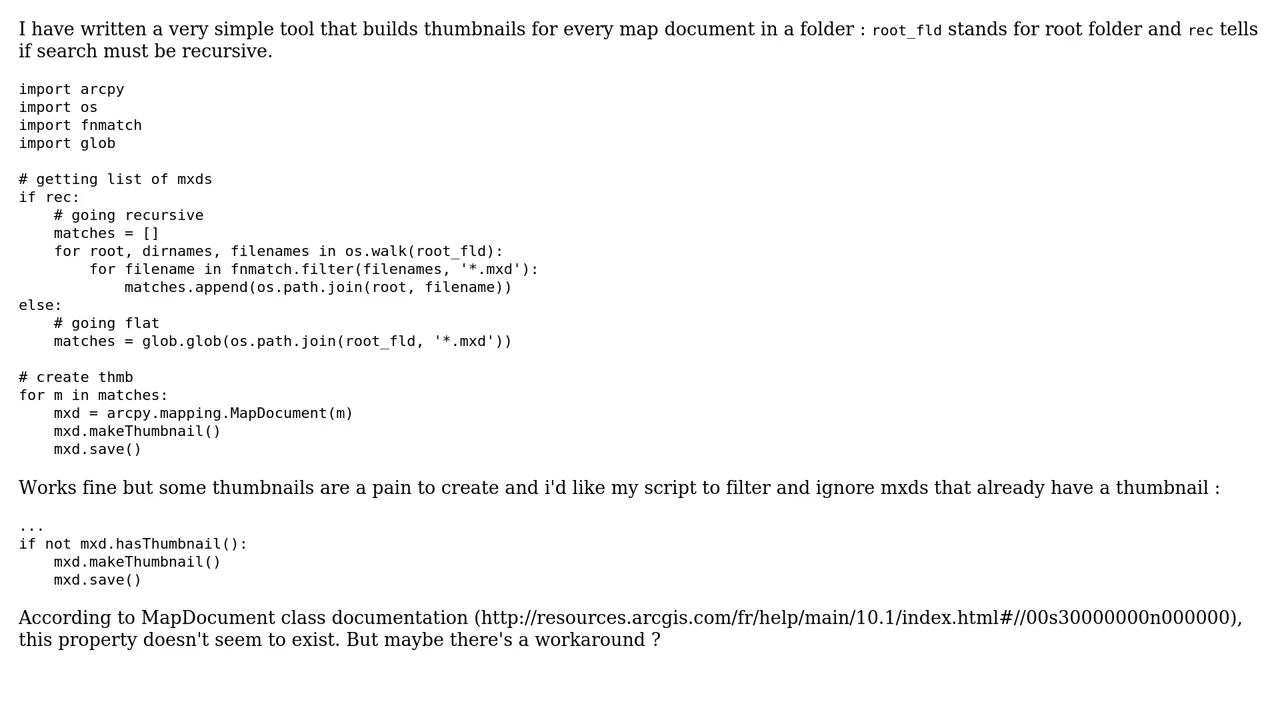 I have written a very simple tool that builds thumbnails for every map document in a folder : root_fld stands for root folder and rec tells
if search must be recursive.
import arcpy
import os
import fnmatch
import glob
# getting list of mxds
if rec:
    # going recursive
    matches = []
    for root, dirnames, filenames in os.walk(root_fld):
        for filename in fnmatch.filter(filenames, '*.mxd'):
            matches.append(os.path.join(root, filename))
else:
    # going flat
    matches = glob.glob(os.path.join(root_fld, '*.mxd'))
# create thmb
for m in matches:
    mxd = arcpy.mapping.MapDocument(m)
    mxd.makeThumbnail()
    mxd.save()
Works fine but some thumbnails are a pain to create and i'd like my script to filter and ignore mxds that already have a thumbnail :
...
if not mxd.hasThumbnail():
    mxd.makeThumbnail()
    mxd.save()
According to MapDocument class documentation (http://resources.arcgis.com/fr/help/main/10.1/index.html#//00s30000000n000000),
this property doesn't seem to exist. But maybe there's a workaround ?